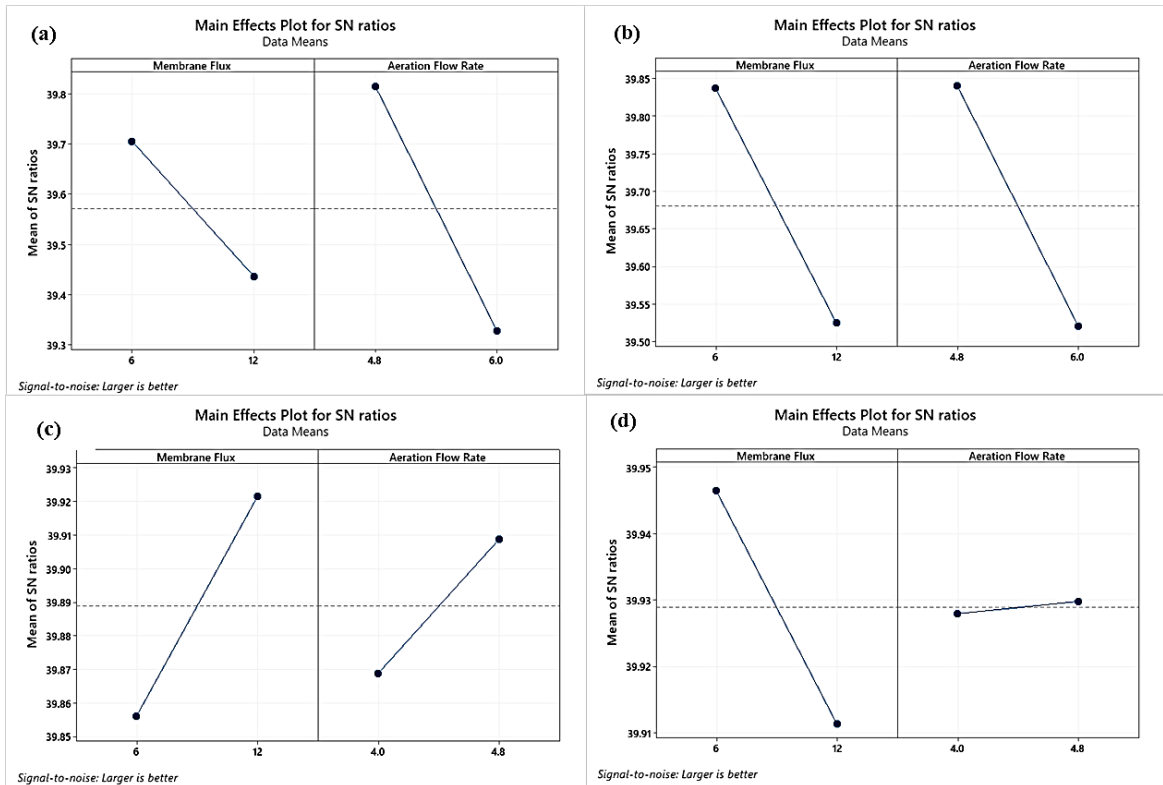 (a)
Main Effects Plot for SN ratios
Data Means
Membrane Flux Aeration Flow Rate
Mean of SN ratios
39.8
39.7
39.6
39.5
39.4
39.3
6 12 4.8 6.0
Signal-to-noise: Larger is better
(b)
Main Effects Plot for SN ratios
Data Means
Membrane Flux Aeration Flow Rate
Mean of SN ratios
39.85
39.80
39.75
39.70
39.65
39.60
39.55
39.50
6 12 4.8 6.0
Signal-to-noise: Larger is better
(c)
Main Effects Plot for SN ratios
Data Means
Membrane Flux Aeration Flow Rate
Mean of SN ratios
39.93
39.92
39.91
39.90
39.89
39.88
39.87
39.86
39.85
6 12 4.0 4.8
Signal-to-noise: Larger is better
(d)
Main Effects Plot for SN ratios
Data Means
Membrane Flux Aeration Flow Rate
Mean of SN ratios
39.95
39.94
39.93
39.92
39.91
6 12 4.0 4.8
Signal-to-noise: Larger is better